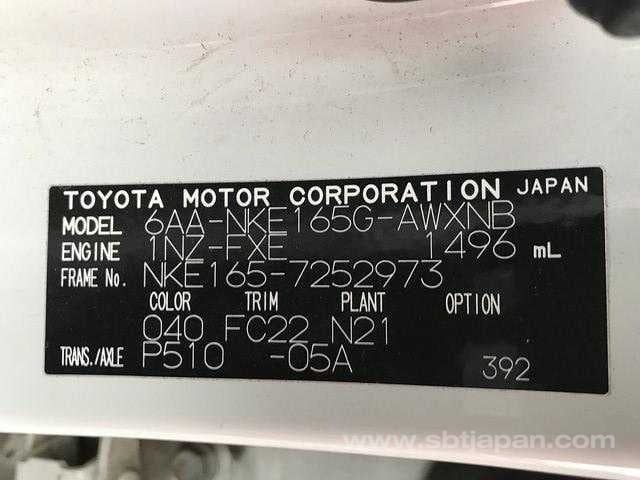 TOYOTA MOTOR CORPORATION JAPAN
MODEL 6AA-NKE165G-AWXNB
ENGINE 1NZ-FXE 1496 mL
FRAME No. NKE165-7252973
COLOR TRIM PLANT OPTION
040 FC22 N21
TRANS./AXLE P510 -05A 392
www.sbtjapan.com